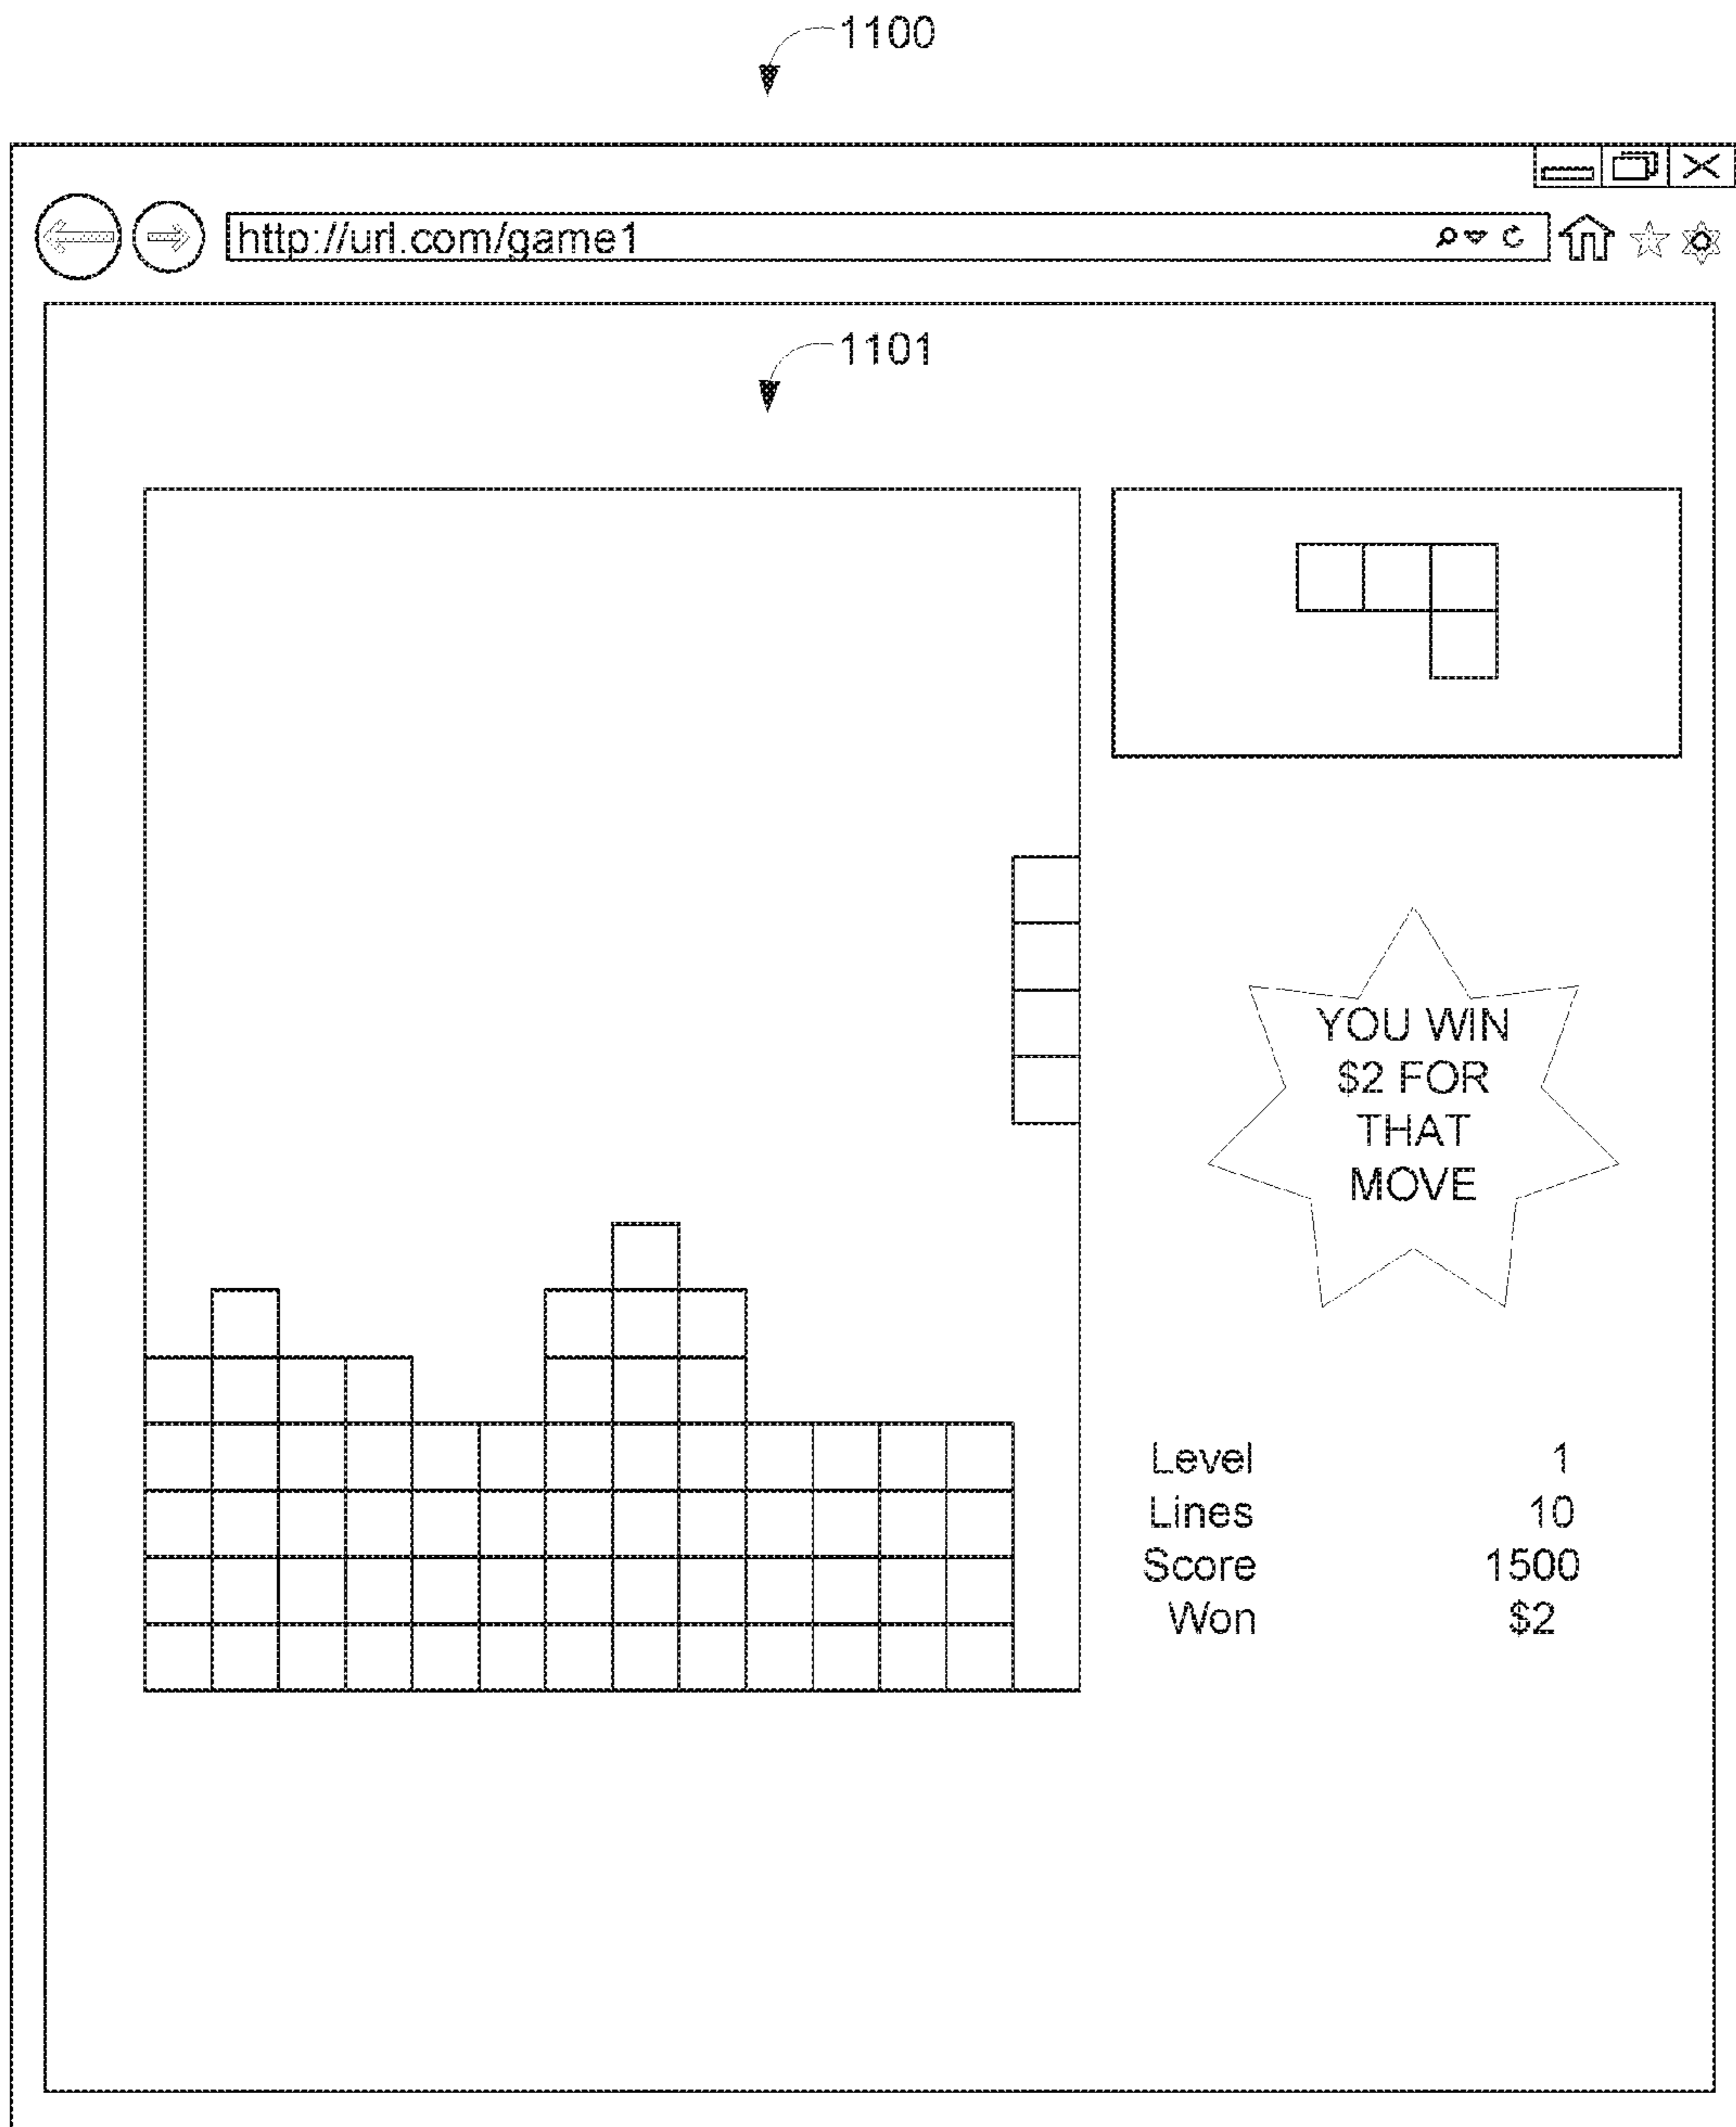 1100
http://url.com/game1
1101
YOU WIN
$2 FOR
THAT
MOVE
Level 1
Lines 10
Score 1500
Won $2